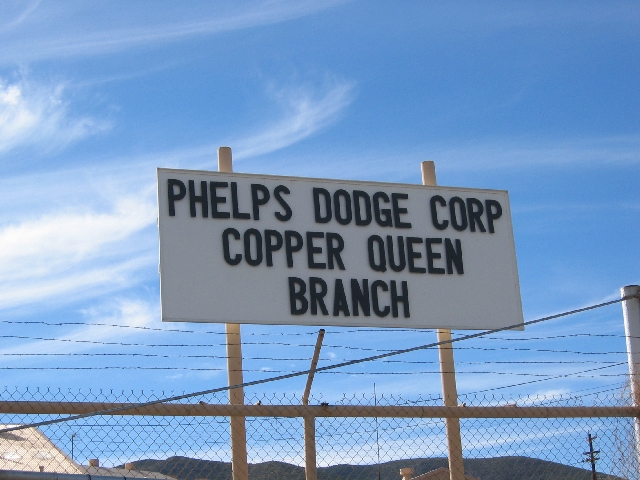 PHELPS DODGE CORP
COPPER QUEEN
BRANCH